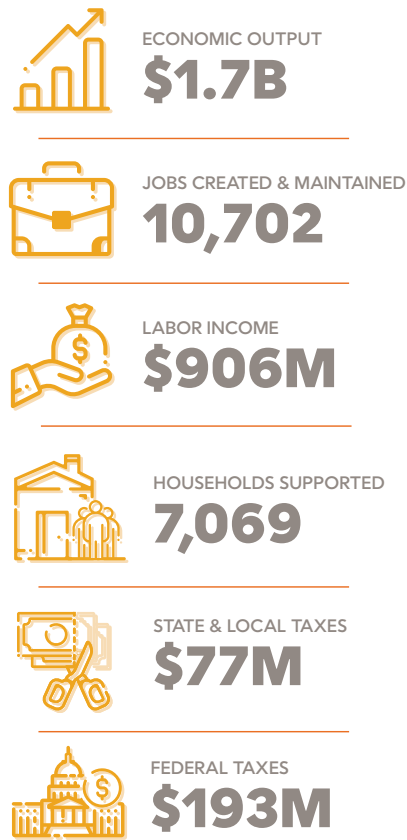 ECONOMIC OUTPUT
$1.7B
JOBS CREATED & MAINTAINED
10,702
$
LABOR INCOME
$906M
HOUSEHOLDS SUPPORTED
7,069
STATE & LOCAL TAXES
$77M
$
FEDERAL TAXES
$193M